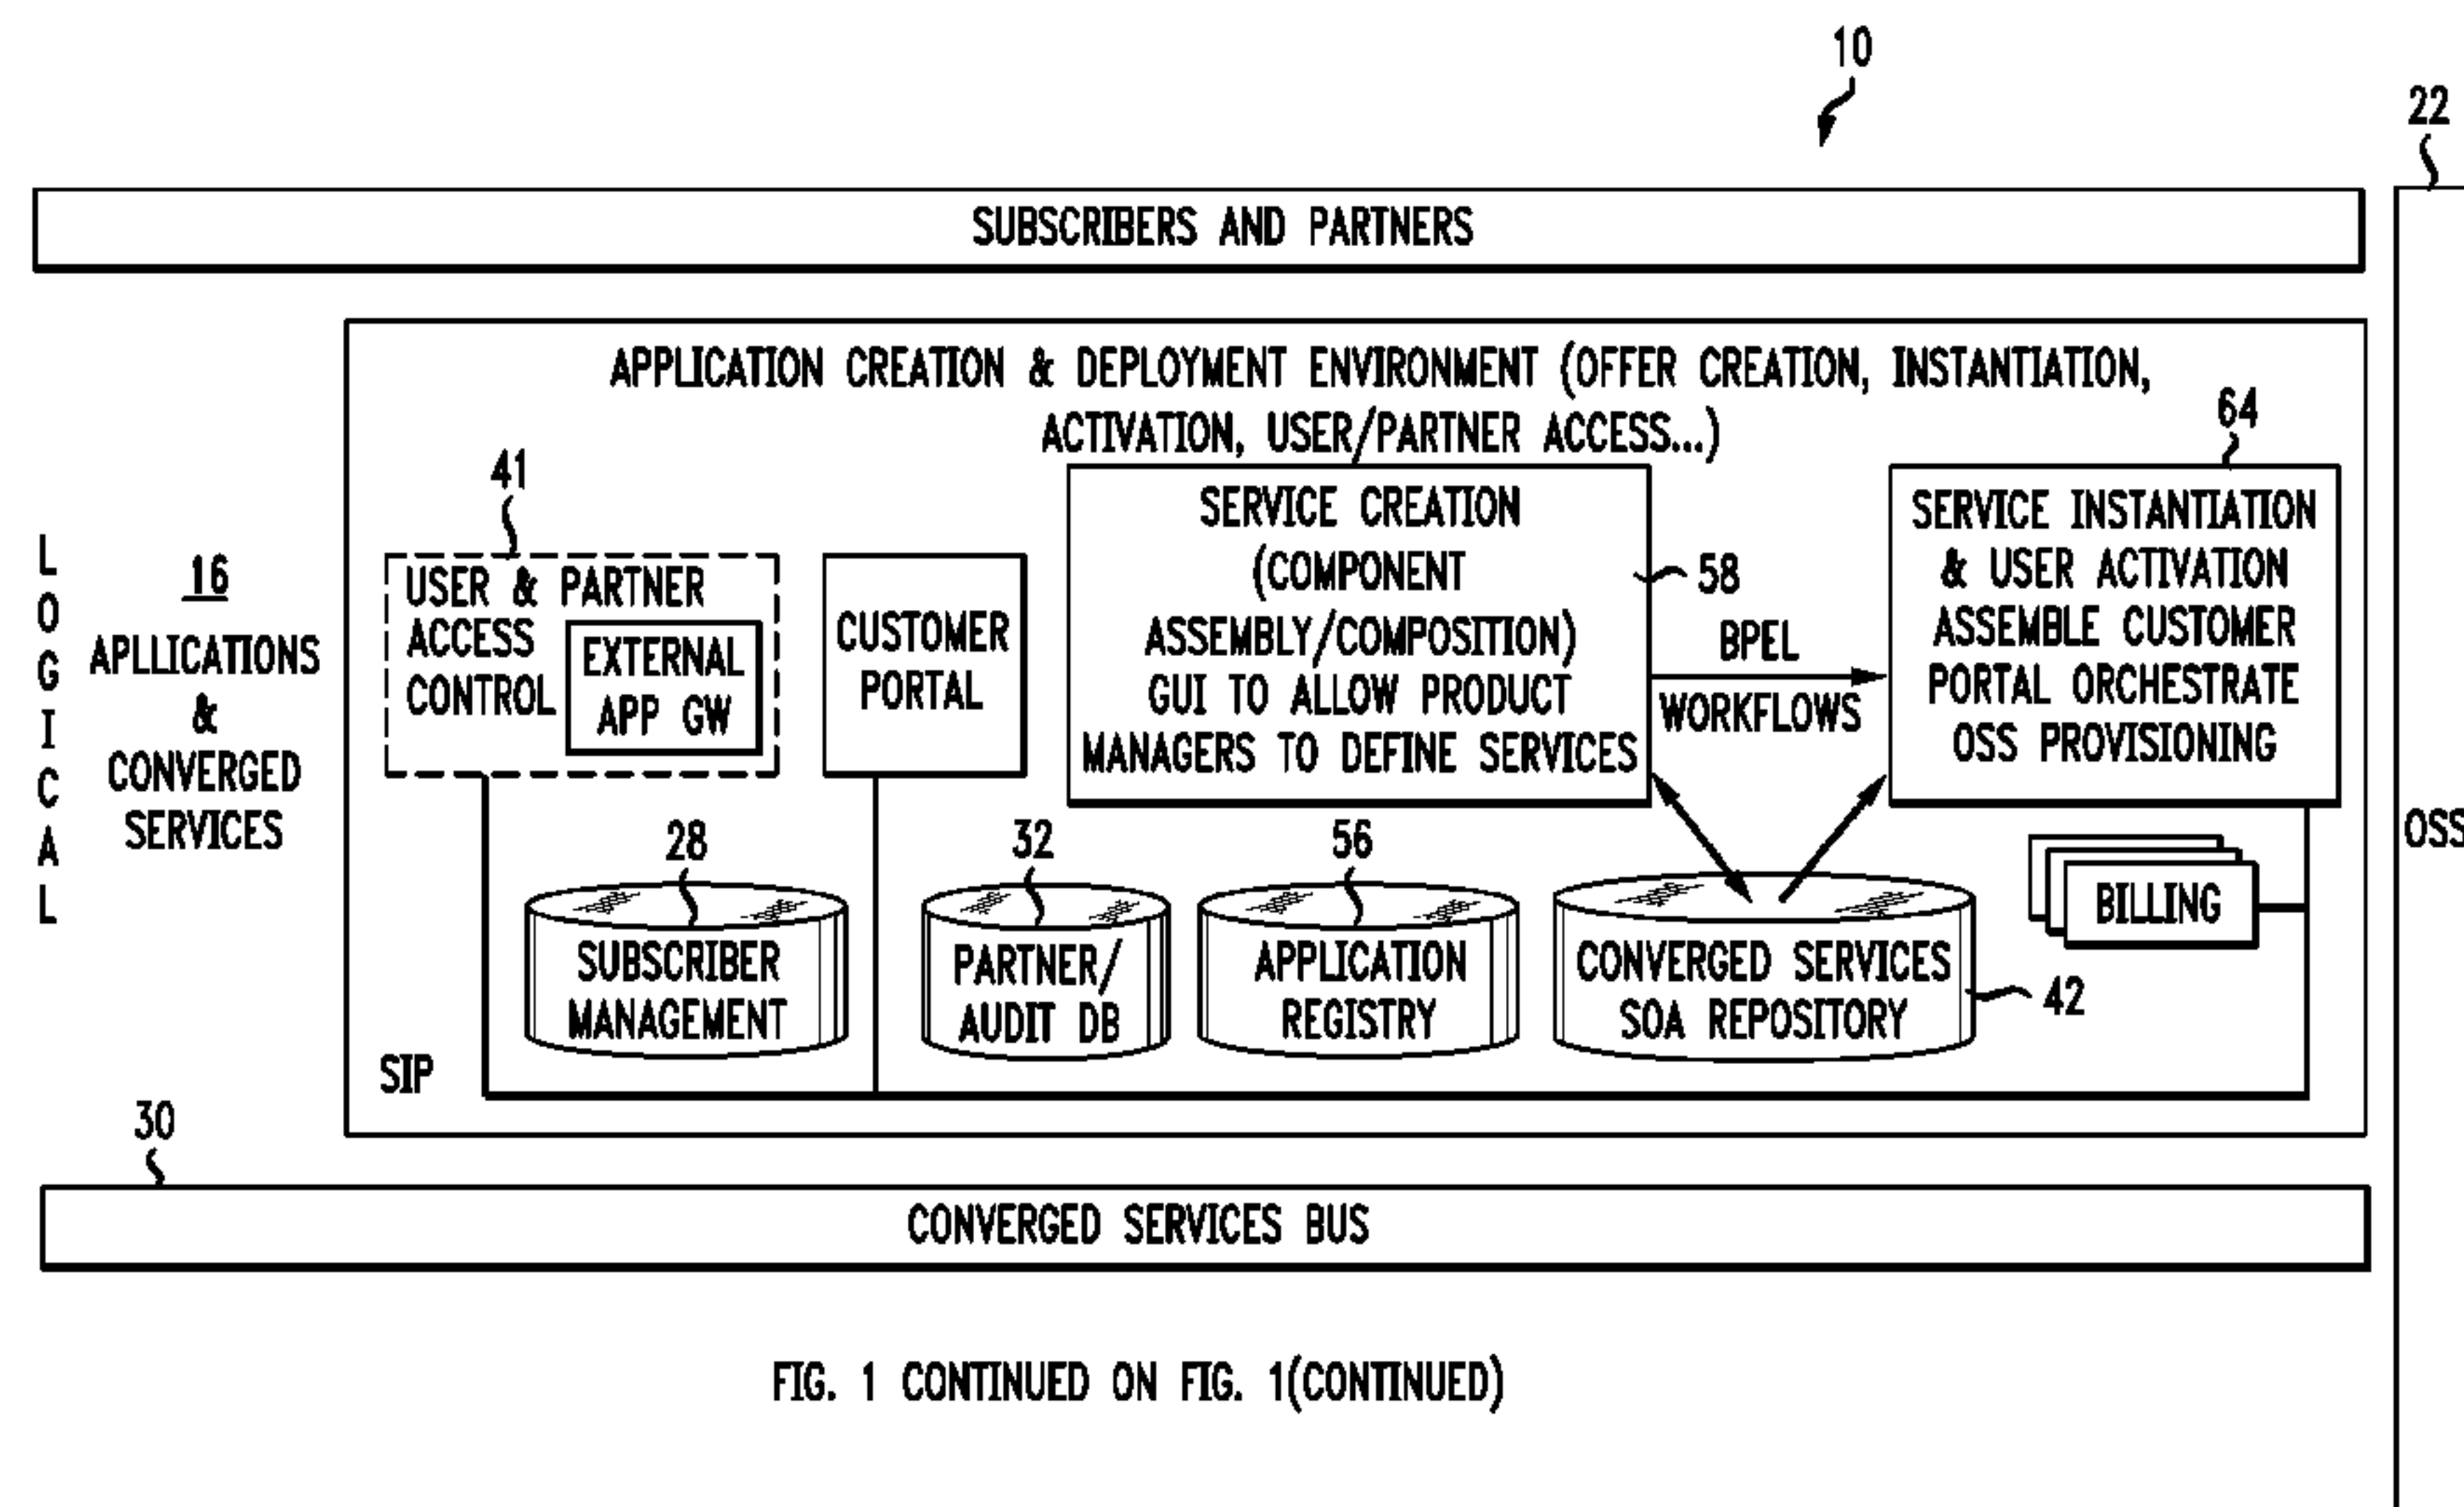 10
22
SUBSCRIBERS AND PARTNERS
APPLICATION CREATION & DEPLOYMENT ENVIRONMENT (OFFER CREATION, INSTANTIATION,
ACTIVATION, USER/PARTNER ACCESS...)
LOGICAL
16
APLLICATIONS
&
CONVERGED
SERVICES
41
USER & PARTNER
ACCESS
CONTROL
EXTERNAL
APP GW
CUSTOMER
PORTAL
SERVICE CREATION
(COMPONENT
ASSEMBLY/COMPOSITION)
GUI TO ALLOW PRODUCT
MANAGERS TO DEFINE SERVICES
58
BPEL
WORKFLOWS
64
SERVICE INSTANTIATION
& USER ACTIVATION
ASSEMBLE CUSTOMER
PORTAL ORCHESTRATE
OSS PROVISIONING
OSS
28
SUBSCRIBER
MANAGEMENT
32
PARTNER/
AUDIT DB
56
APPLICATION
REGISTRY
CONVERGED SERVICES
SOA REPOSITORY
42
BILLING
SIP
30
CONVERGED SERVICES BUS
FIG. 1 CONTINUED ON FIG. 1(CONTINUED)